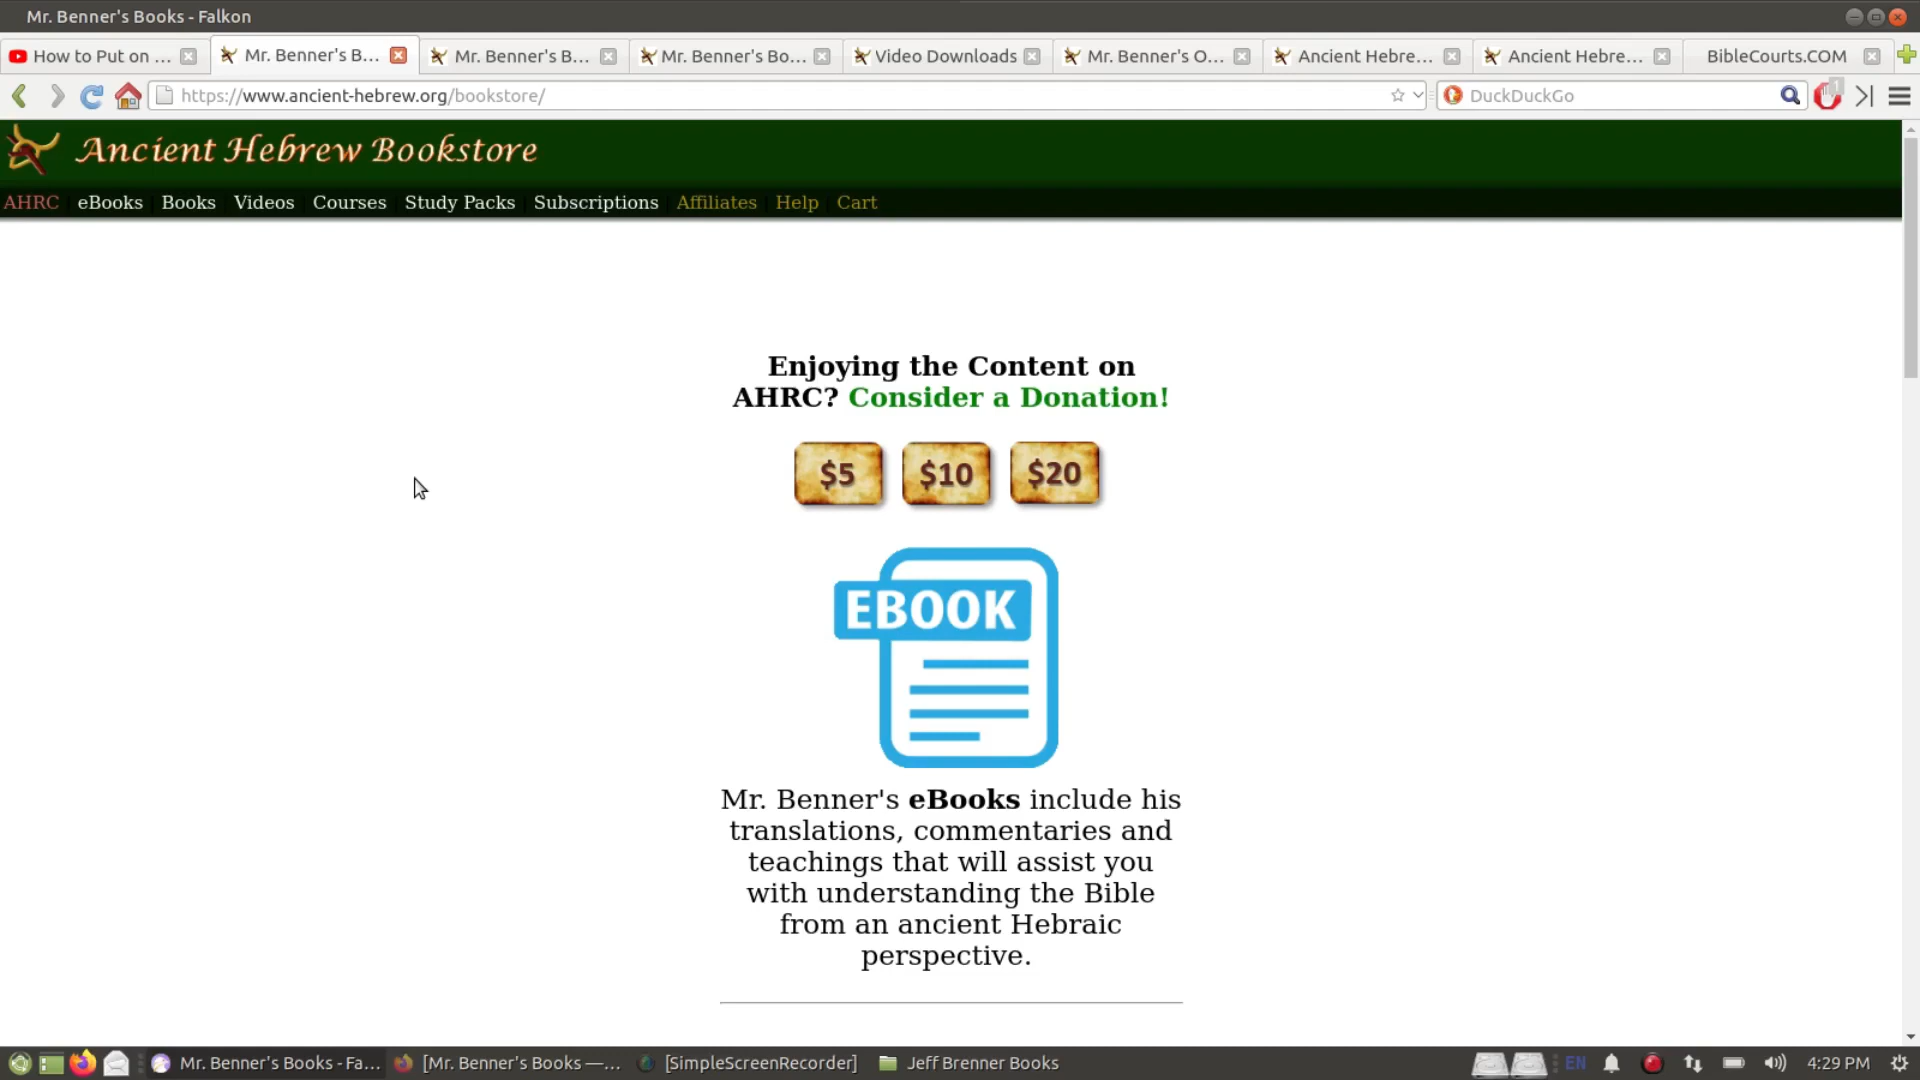 Mr. Benner's Books - Falkon
How to Put on ... Mr. Benner's B... Mr. Benner's B... Mr. Benner's Bo... Video Downloads Mr. Benner's O... Ancient Hebre... Ancient Hebre... BibleCourts.COM
https://www.ancient-hebrew.org/bookstore/ DuckDuckGo 1
Ancient Hebrew Bookstore
AHRC eBooks Books Videos Courses Study Packs Subscriptions Affiliates Help Cart
Enjoying the Content on
AHRC? Consider a Donation!
$5 $10 $20
EBOOK
Mr. Benner's eBooks include his
translations, commentaries and
teachings that will assist you
with understanding the Bible
from an ancient Hebraic
perspective.
Mr. Benner's Books - Fa... [Mr. Benner's Books —... [SimpleScreenRecorder] Jeff Brenner Books EN 4:29 PM